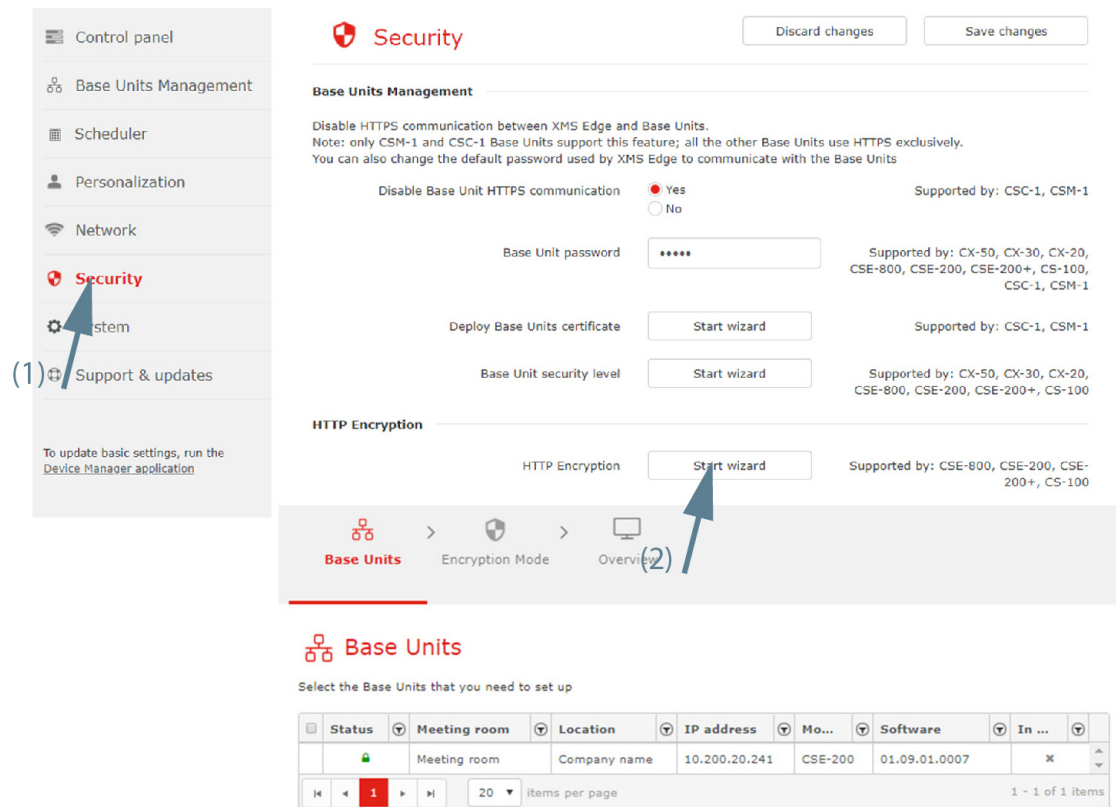 Control panel
Base Units Management
Scheduler
Personalization
Network
Security
(1)
System
Support & updates
To update basic settings, run the
Device Manager application
Security
Discard changes
Save changes
Base Units Management
Disable HTTPS communication between XMS Edge and Base Units.
Note: only CSM-1 and CSC-1 Base Units support this feature; all the other Base Units use HTTPS exclusively.
You can also change the default password used by XMS Edge to communicate with the Base Units
Disable Base Unit HTTPS communication
Yes
No
Supported by: CSC-1, CSM-1
Base Unit password
•••••
Supported by: CX-50, CX-30, CX-20,
CSE-800, CSE-200, CSE-200+, CS-100,
CSC-1, CSM-1
Deploy Base Units certificate
Start wizard
Supported by: CSC-1, CSM-1
Base Unit security level
Start wizard
Supported by: CX-50, CX-30, CX-20,
CSE-800, CSE-200, CSE-200+, CS-100
HTTP Encryption
HTTP Encryption
Start wizard
Supported by: CSE-800, CSE-200, CSE-
200+, CS-100
Base Units > Encryption Mode > Overview
(2)
Base Units
Select the Base Units that you need to set up
Status Meeting room Location IP address Mo... Software In ...
Meeting room Company name 10.200.20.241 CSE-200 01.09.01.0007 ×
1 20 items per page 1 - 1 of 1 items